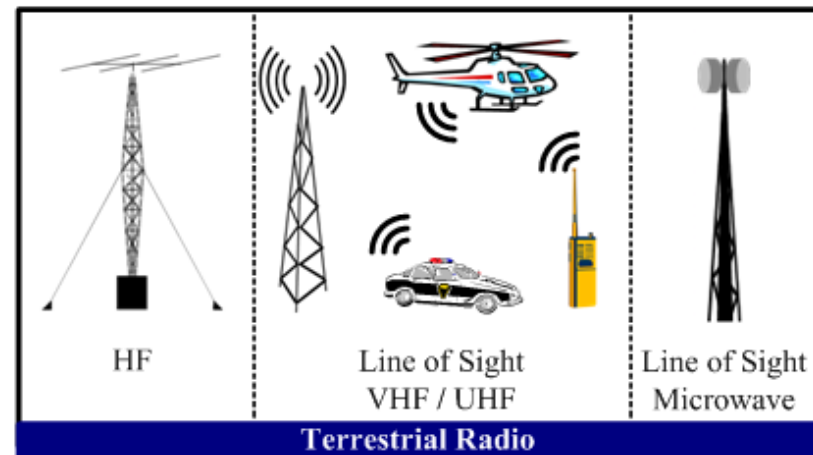 HF
Line of Sight
VHF / UHF
Line of Sight
Microwave
Terrestrial Radio